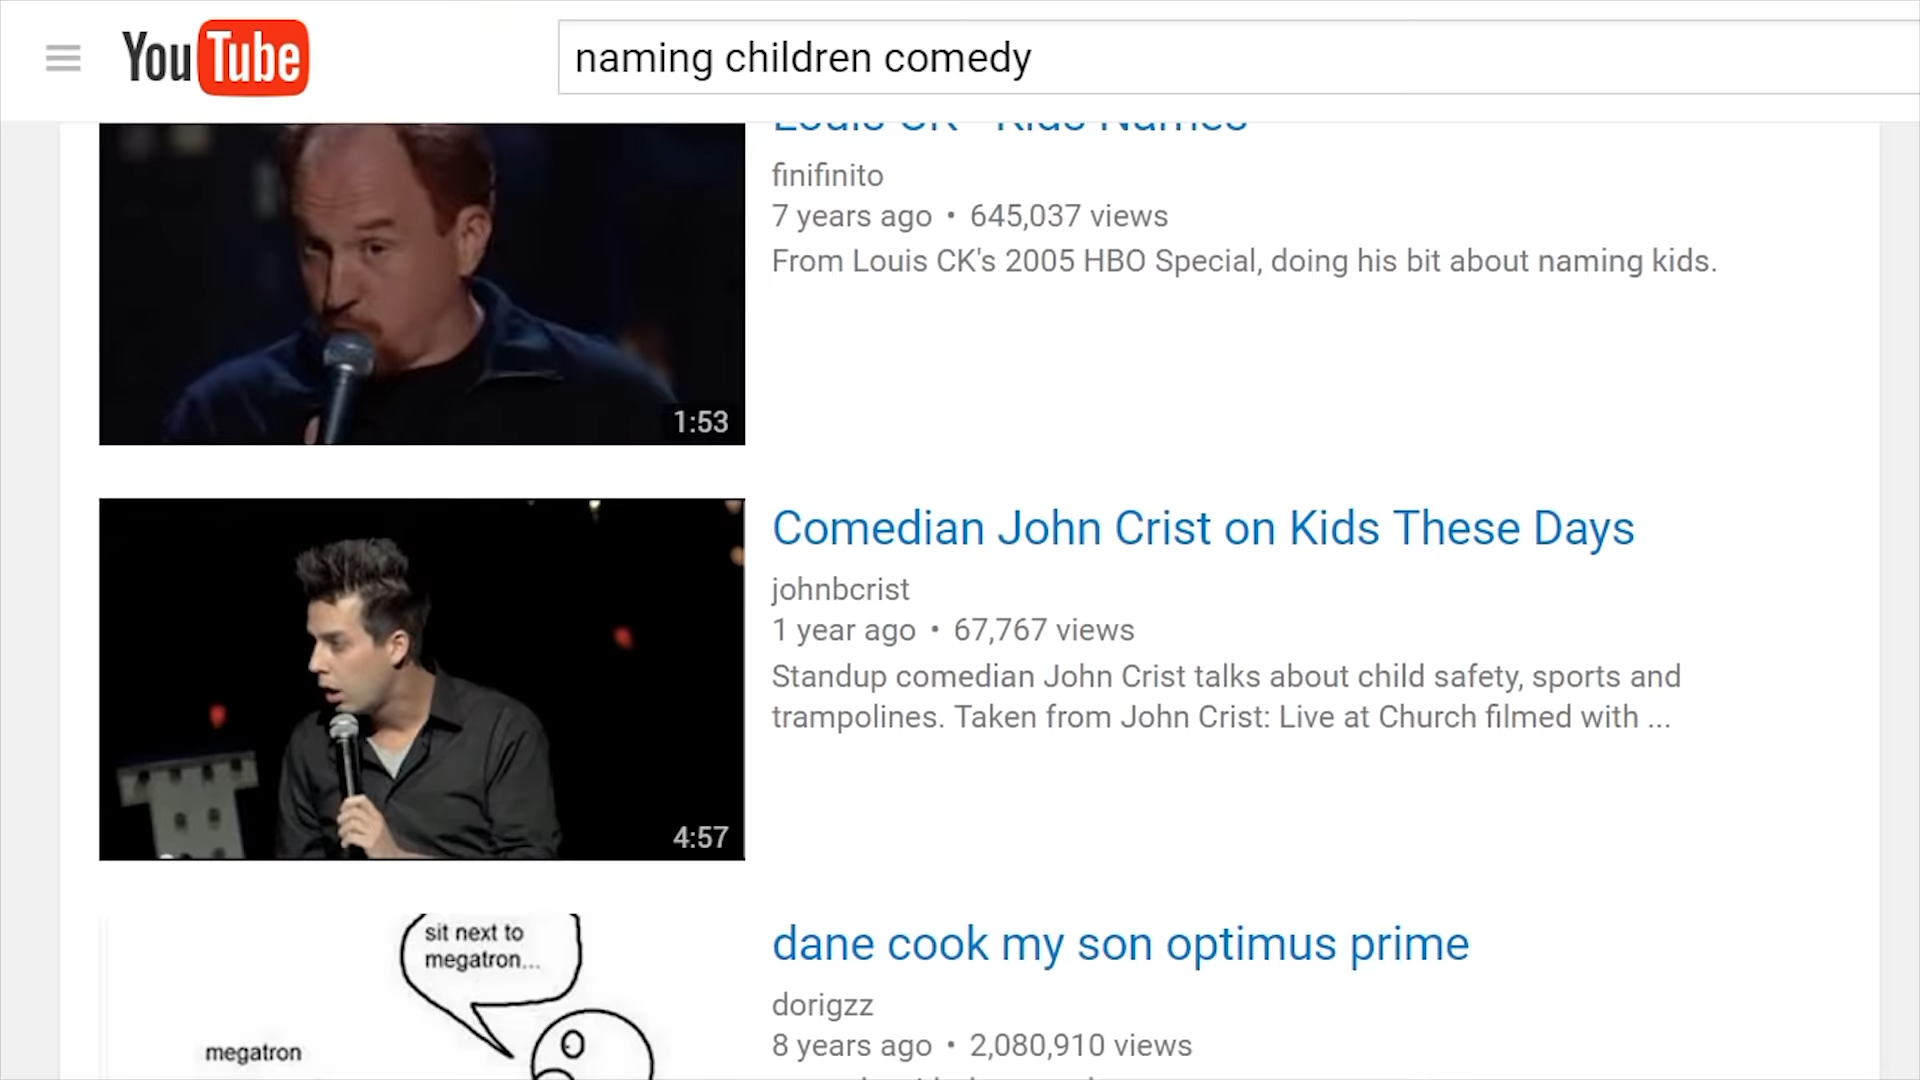 YouTube
naming children comedy
Louis CK - Kids Names
finifinito
7 years ago • 645,037 views
From Louis CK's 2005 HBO Special, doing his bit about naming kids.
1:53
Comedian John Crist on Kids These Days
johnbcrist
1 year ago • 67,767 views
Standup comedian John Crist talks about child safety, sports and
trampolines. Taken from John Crist: Live at Church filmed with ...
4:57
sit next to
megatron...
megatron
dane cook my son optimus prime
dorigzz
8 years ago • 2,080,910 views